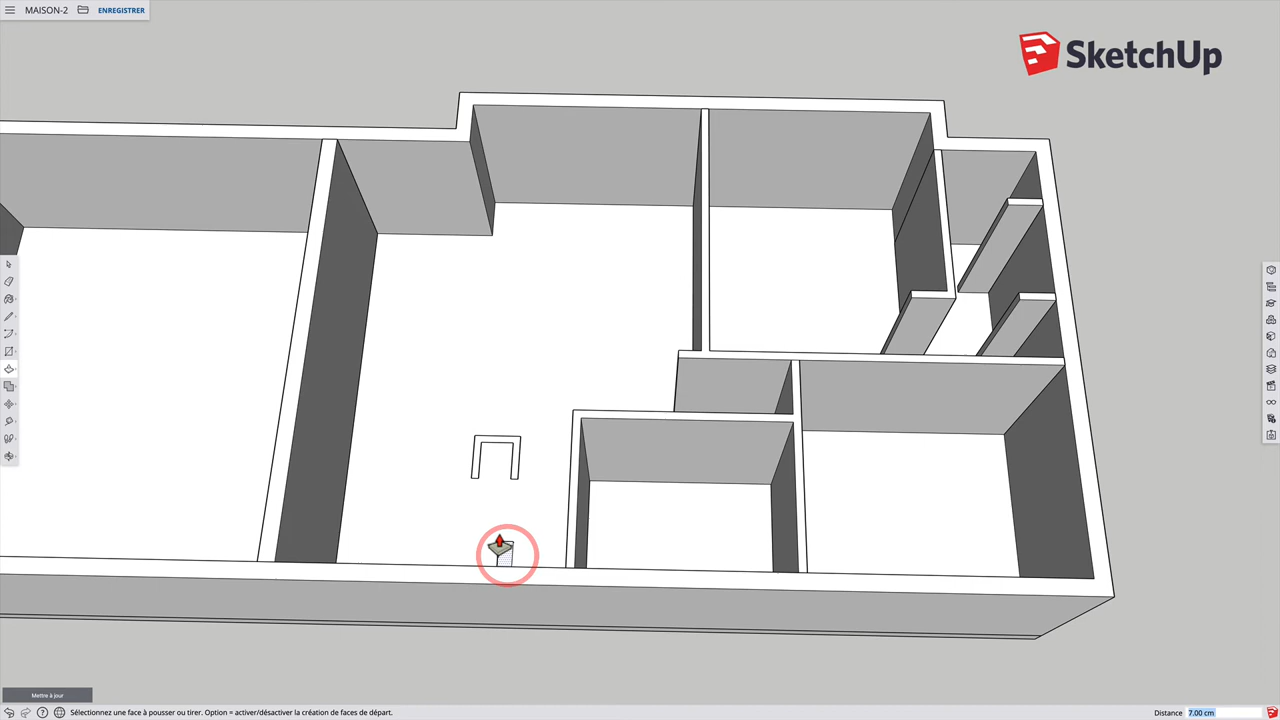 MAISON-2
ENREGISTRER
SketchUp
Mettre à jour
Sélectionnez une face à pousser ou tirer. Option = activer/désactiver la création de faces de départ.
Distance 7.00 cm